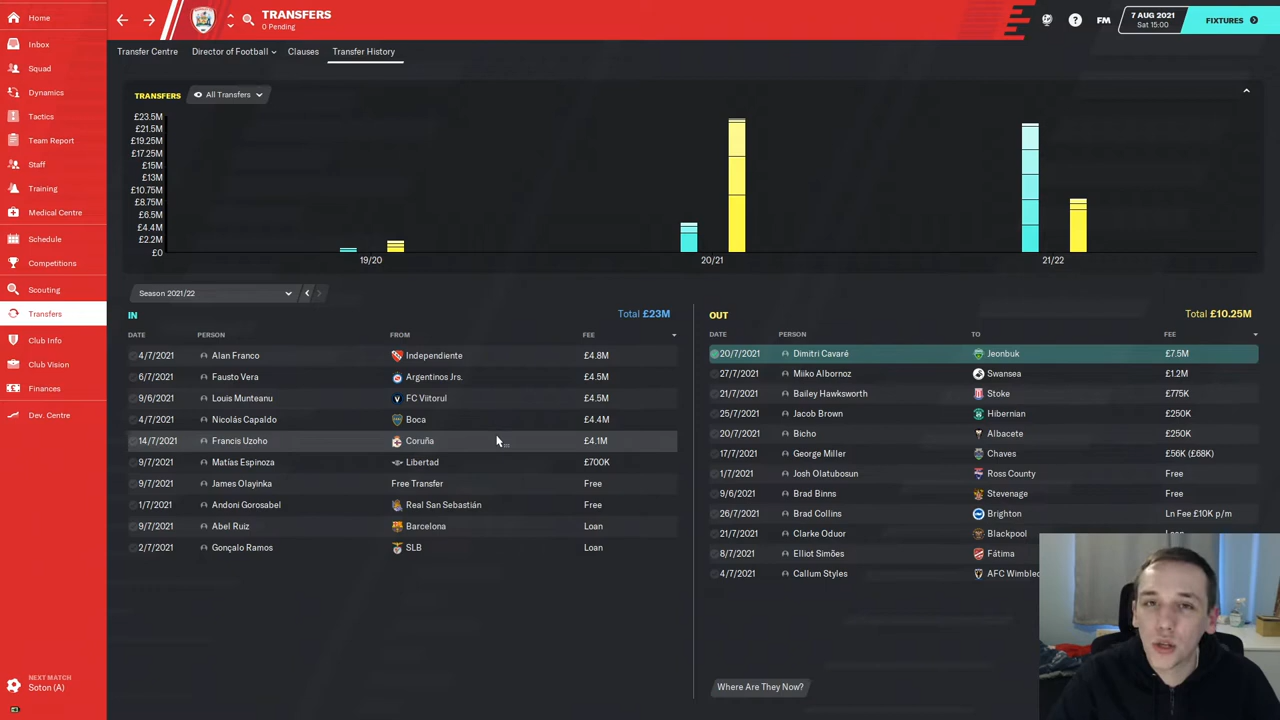 TRANSFERS
0 Pending
FM
7 AUG 2021
Sat 15:00
FIXTURES
Home
Inbox
Squad
Dynamics
Tactics
Team Report
Staff
Training
Medical Centre
Schedule
Competitions
Scouting
Transfers
Club Info
Club Vision
Finances
Dev. Centre
NEXT MATCH
Soton (A)
Transfer Centre Director of Football Clauses Transfer History
TRANSFERS All Transfers
£23.5M
£21.5M
£19.25M
£17.25M
£15M
£13M
£10.75M
£8.75M
£6.5M
£4.4M
£2.2M
£0
19/20 20/21 21/22
Season 2021/22
IN Total £23M
DATE PERSON FROM FEE
4/7/2021 Alan Franco Independiente £4.8M
6/7/2021 Fausto Vera Argentinos Jrs. £4.5M
9/6/2021 Louis Munteanu FC Viitorul £4.5M
4/7/2021 Nicolás Capaldo Boca £4.4M
14/7/2021 Francis Uzoho Coruña £4.1M
9/7/2021 Matías Espinoza Libertad £700K
9/7/2021 James Olayinka Free Transfer Free
1/7/2021 Andoni Gorosabel Real San Sebastián Free
9/7/2021 Abel Ruiz Barcelona Loan
2/7/2021 Gonçalo Ramos SLB Loan
OUT Total £10.25M
DATE PERSON TO FEE
20/7/2021 Dimitri Cavaré Jeonbuk £7.5M
27/7/2021 Miiko Albornoz Swansea £1.2M
21/7/2021 Bailey Hawksworth Stoke £775K
25/7/2021 Jacob Brown Hibernian £250K
20/7/2021 Bicho Albacete £250K
17/7/2021 George Miller Chaves £56K (£68K)
1/7/2021 Josh Olatubosun Ross County Free
9/6/2021 Brad Binns Stevenage Free
26/7/2021 Brad Collins Brighton Ln Fee £10K p/m
21/7/2021 Clarke Oduor Blackpool
8/7/2021 Elliot Simões Fátima
4/7/2021 Callum Styles AFC
Where Are They Now?